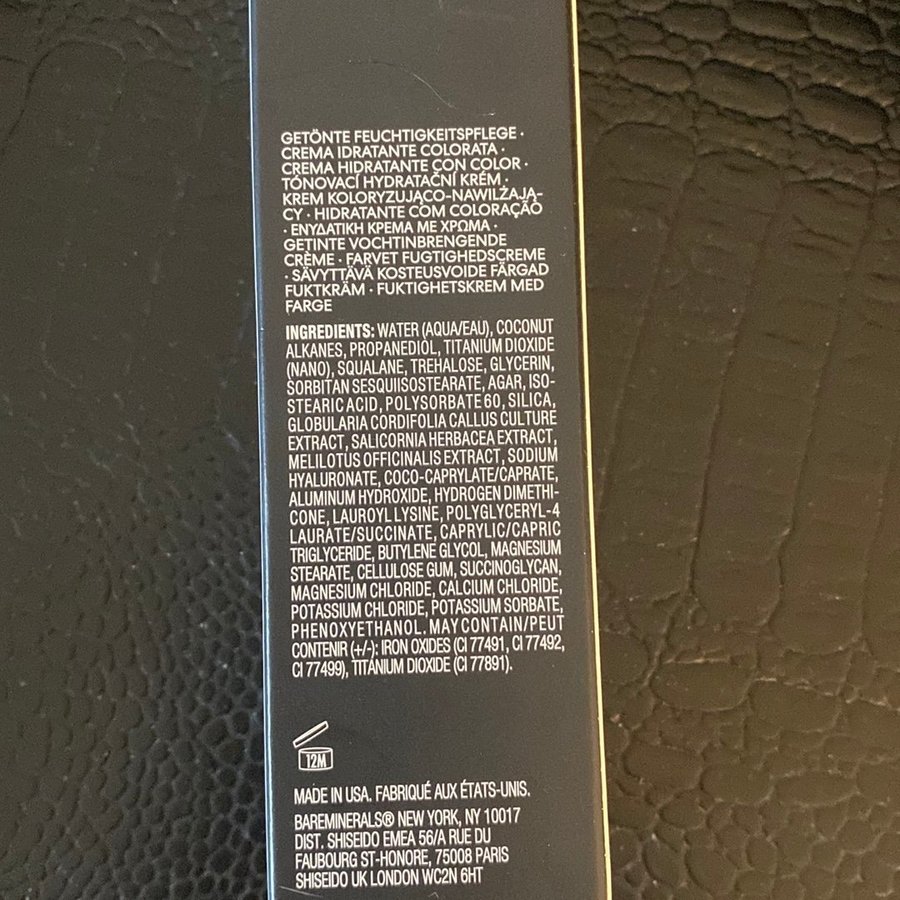 GETÖNTE FEUCHTIGKEITSPFLEGE ·
CREMA IDRATANTE COLORATA ·
CREMA HIDRATANTE CON COLOR ·
TÓNOVACÍ HYDRATAČNÍ KRÉM ·
KREM KOLORYZUJĄCO-NAWILŻAJĄ-
CY · HIDRATANTE COM COLORAÇÃO
· ΕΝΥΔΑΤΙΚΗ ΚΡΕΜΑ ΜΕ ΧΡΩΜΑ ·
GETINTE VOCHTINBRENGENDE
CRÈME · FARVET FUGTIGHEDSCREME
· SÄVYTTÄVÄ KOSTEUSVOIDE FÄRGAD
FUKTKRÄM · FUKTIGHETSKREM MED
FARGE
INGREDIENTS: WATER (AQUA/EAU), COCONUT
ALKANES, PROPANEDIOL, TITANIUM DIOXIDE
(NANO), SQUALANE, TREHALOSE, GLYCERIN,
SORBITAN SESQUIISOSTEARATE, AGAR, ISO-
STEARIC ACID, POLYSORBATE 60, SILICA,
GLOBULARIA CORDIFOLIA CALLUS CULTURE
EXTRACT, SALICORNIA HERBACEA EXTRACT,
MELILOTUS OFFICINALIS EXTRACT, SODIUM
HYALURONATE, COCO-CAPRYLATE/CAPRATE,
ALUMINUM HYDROXIDE, HYDROGEN DIMETHI-
CONE, LAUROYL LYSINE, POLYGLYCERYL-4
LAURATE/SUCCINATE, CAPRYLIC/CAPRIC
TRIGLYCERIDE, BUTYLENE GLYCOL, MAGNESIUM
STEARATE, CELLULOSE GUM, SUCCINOGLYCAN,
MAGNESIUM CHLORIDE, CALCIUM CHLORIDE,
POTASSIUM CHLORIDE, POTASSIUM SORBATE,
PHENOXYETHANOL. MAY CONTAIN/PEUT
CONTENIR (+/-): IRON OXIDES (CI 77491, CI 77492,
CI 77499), TITANIUM DIOXIDE (CI 77891).
12M
MADE IN USA. FABRIQUÉ AUX ÉTATS-UNIS.
BAREMINERALS® NEW YORK, NY 10017
DIST. SHISEIDO EMEA 56/A RUE DU
FAUBOURG ST-HONORE, 75008 PARIS
SHISEIDO UK LONDON WC2N 6HT